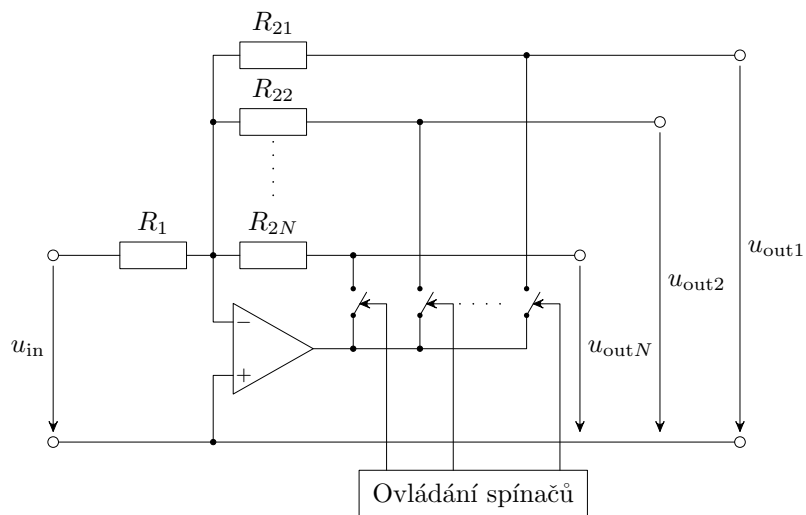 R21
R22
R1
R2N
uin
−
+
uoutN
uout2
uout1
Ovládání spínačů